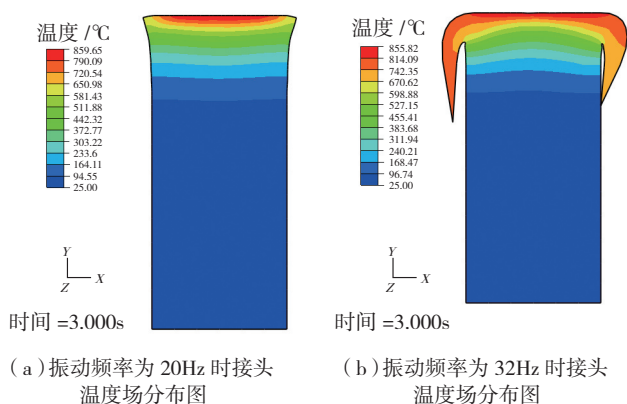 温度 /℃
859.65
790.09
720.54
650.98
581.43
511.88
442.32
372.77
303.22
233.6
164.11
94.55
25.00
Y
Z
X
时间 =3.000s
（a）振动频率为 20Hz 时接头
温度场分布图
温度 /℃
855.82
814.09
742.35
670.62
598.88
527.15
455.41
383.68
311.94
240.21
168.47
96.74
25.00
Y
Z
X
时间 =3.000s
（b）振动频率为 32Hz 时接头
温度场分布图